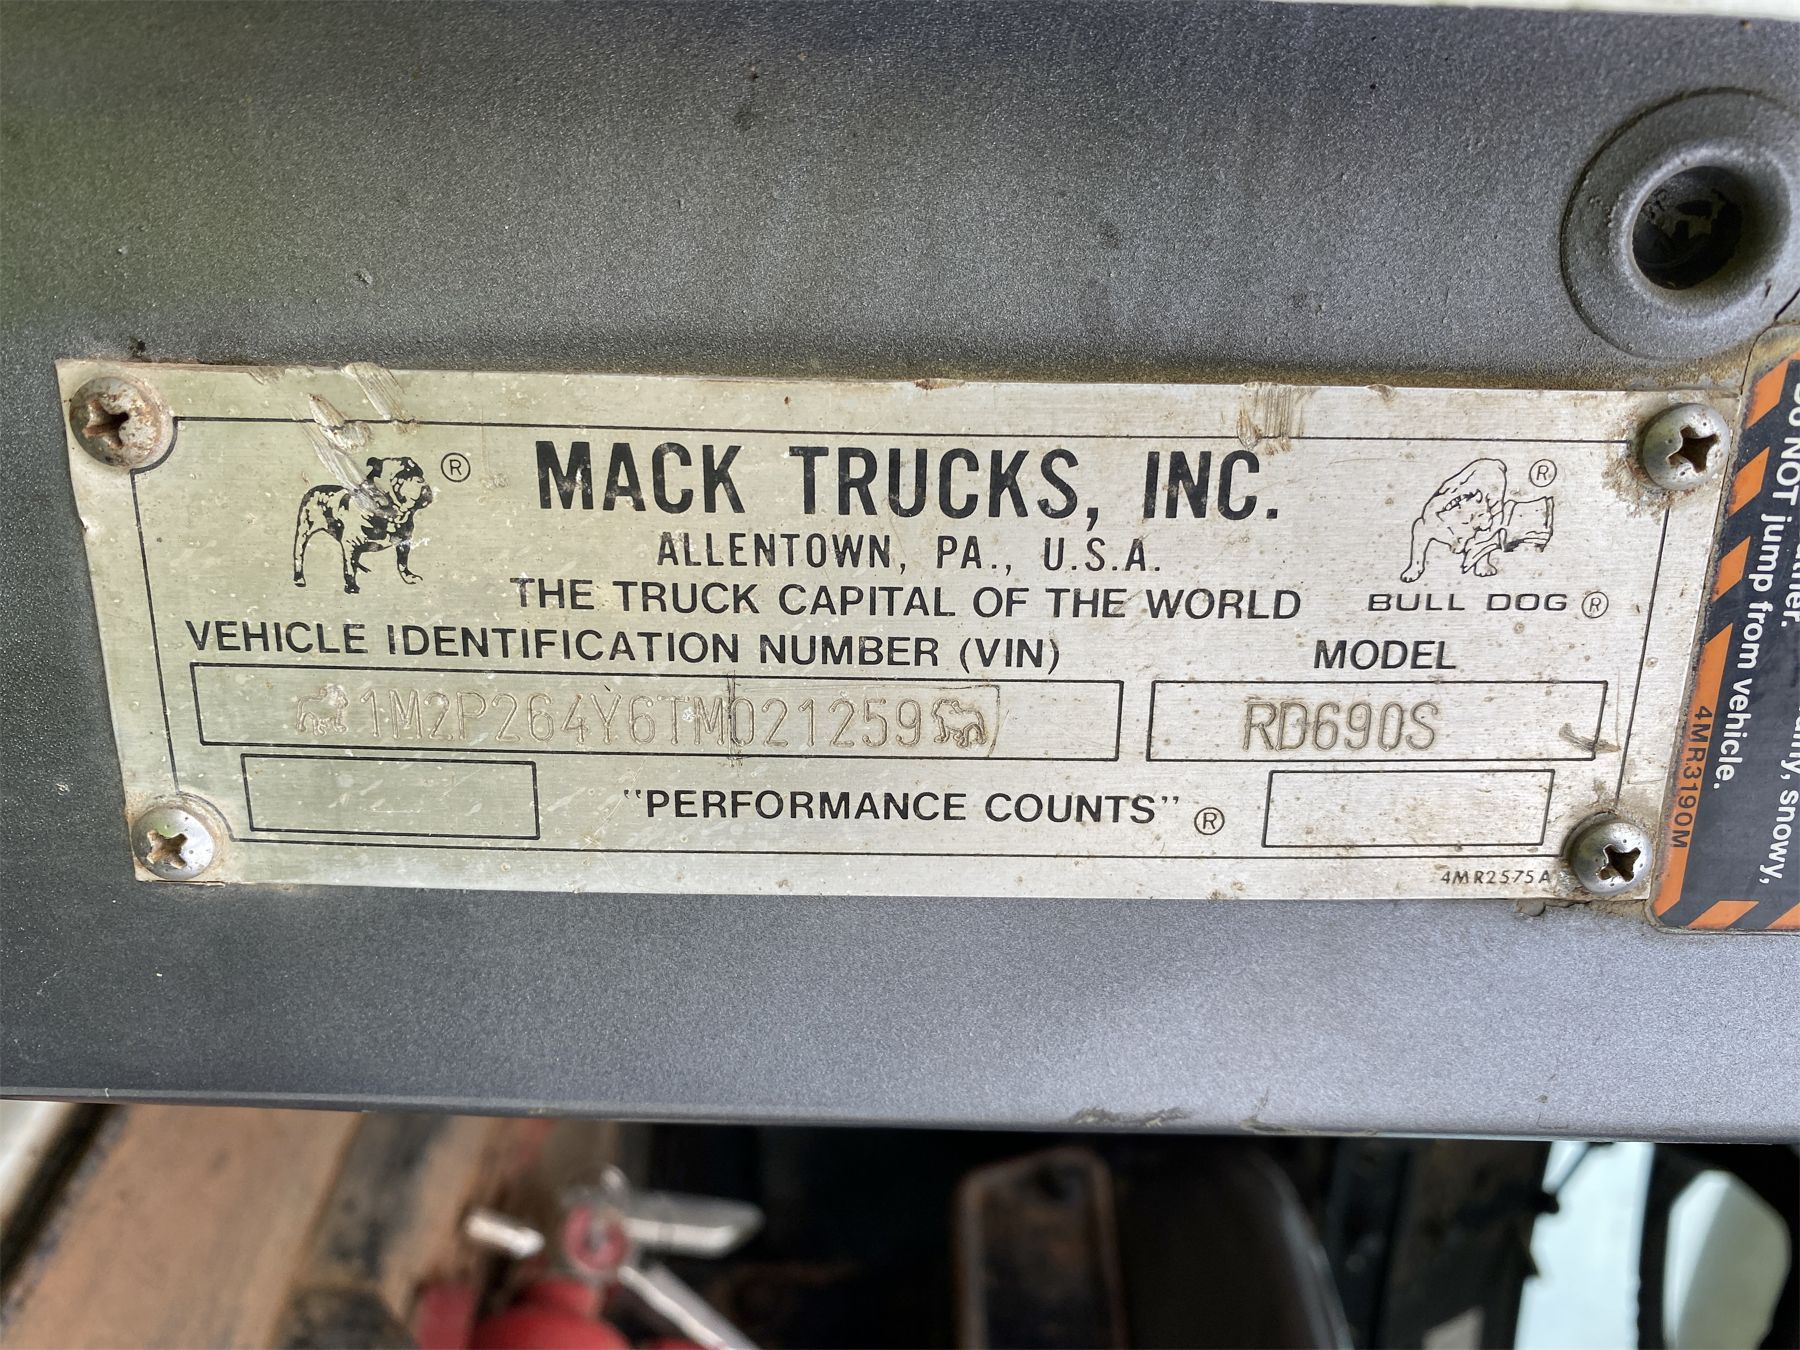 MACK TRUCKS, INC.
ALLENTOWN, PA., U.S.A.
THE TRUCK CAPITAL OF THE WORLD
®
®
BULL DOG ®
VEHICLE IDENTIFICATION NUMBER (VIN)
MODEL
1M2P264Y6TM021259
RD690S
"PERFORMANCE COUNTS" ®
4MR2575A
Do NOT jump from vehicle.
snowy,
4MR3190M